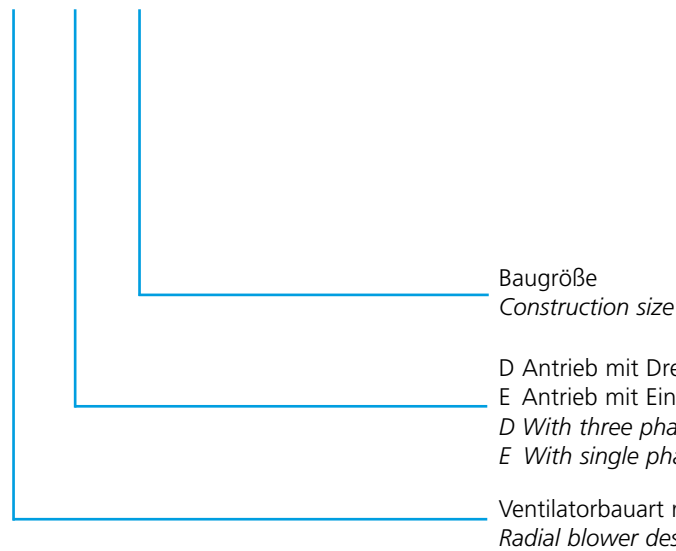 Baugröße
Construction size
D Antrieb mit
E Antrieb mit
D With three
E With single
Ventilatorbauart
Radial blower